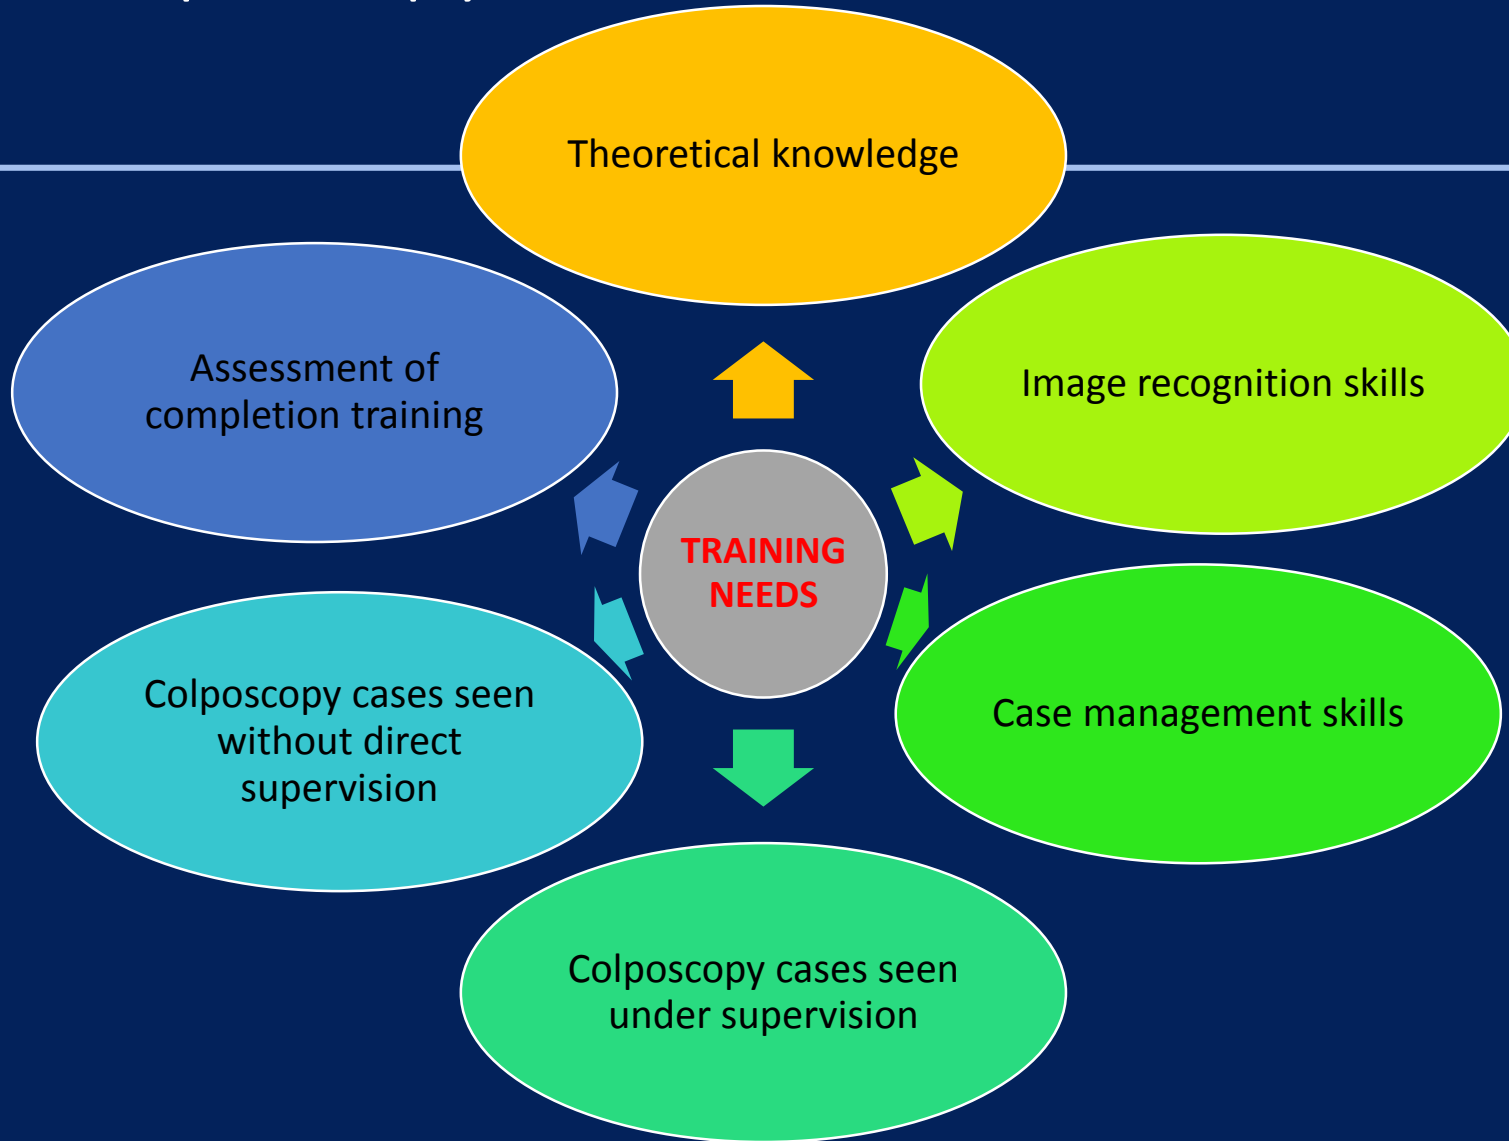 Theoretical knowledge
Image recognition skills
Case management skills
Colposcopy cases seen
under supervision
Colposcopy cases seen
without direct
supervision
Assessment of
completion training
TRAINING
NEEDS